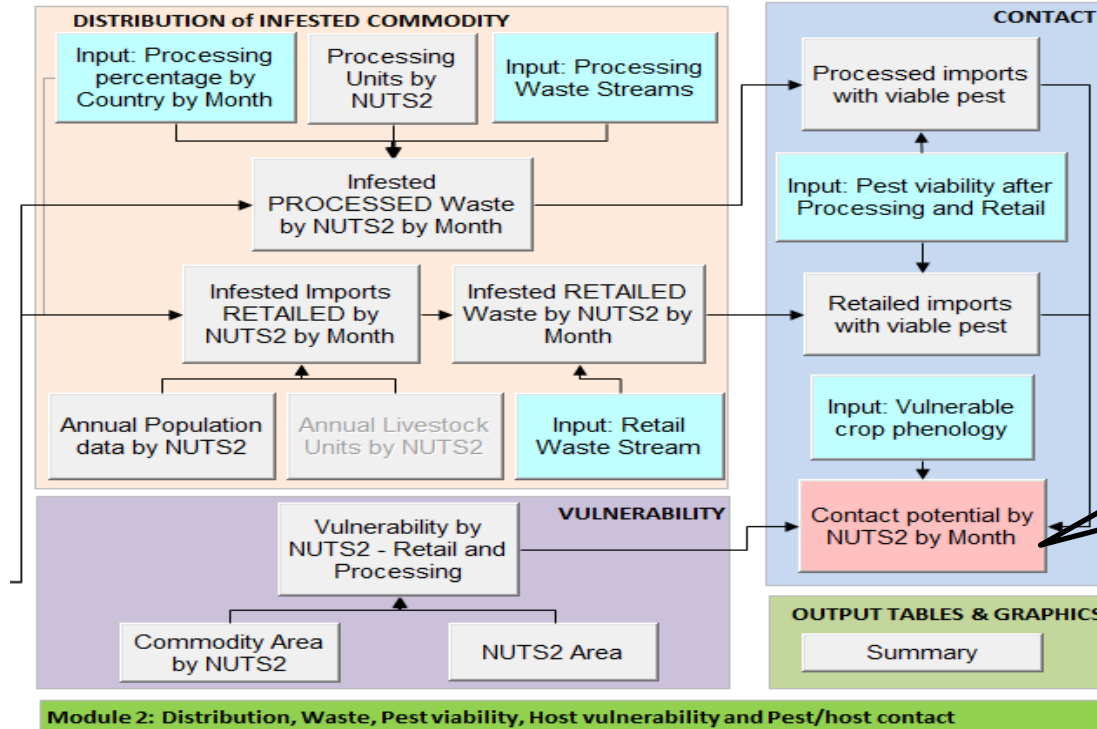 DISTRIBUTION of INFESTED COMMODITY
Input: Processing
percentage by
Country by Month
Processing
Units by
NUTS2
Input: Processing
Waste Streams
Infested
PROCESSED Waste
by NUTS2 by Month
Infested Imports
RETAILED by
NUTS2 by Month
Infested RETAILED
Waste by NUTS2 by
Month
Annual Population
data by NUTS2
Annual Livestock
Units by NUTS2
Input: Retail
Waste Stream
CONTACT
Processed imports
with viable pest
Input: Pest viability after
Processing and Retail
Retailed imports
with viable pest
Input: Vulnerable
crop phenology
Contact potential by
NUTS2 by Month
VULNERABILITY
Vulnerability by
NUTS2 - Retail and
Processing
Commodity Area
by NUTS2
NUTS2 Area
OUTPUT TABLES & GRAPHICS
Summary
Module 2: Distribution, Waste, Pest viability, Host vulnerability and Pest/host contact